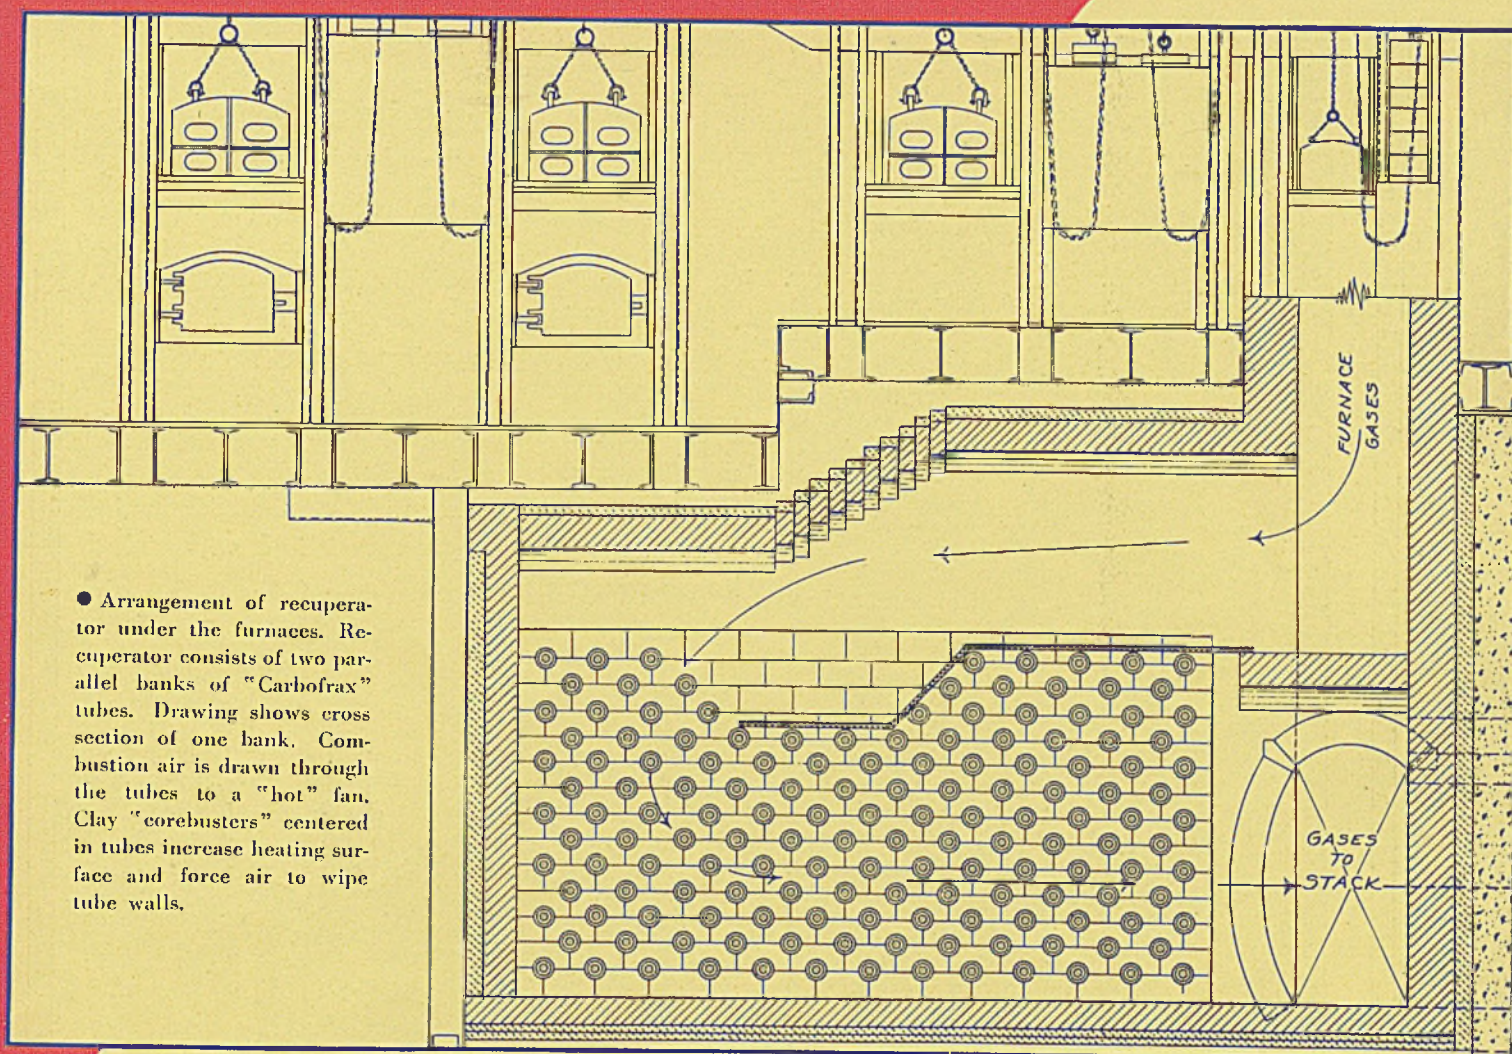 ● Arrangement of recupera-
tor under the furnaces. Re-
cuperator consists of two par-
allel banks of "Carbofrax"
tubes. Drawing shows cross
section of one bank. Com-
bustion air is drawn through
the tubes to a "hot" fan.
Clay "corebusters" centered
in tubes increase heating sur-
face and force air to wipe
tube walls.
FURNACE
GASES
GASES
TO
STACK